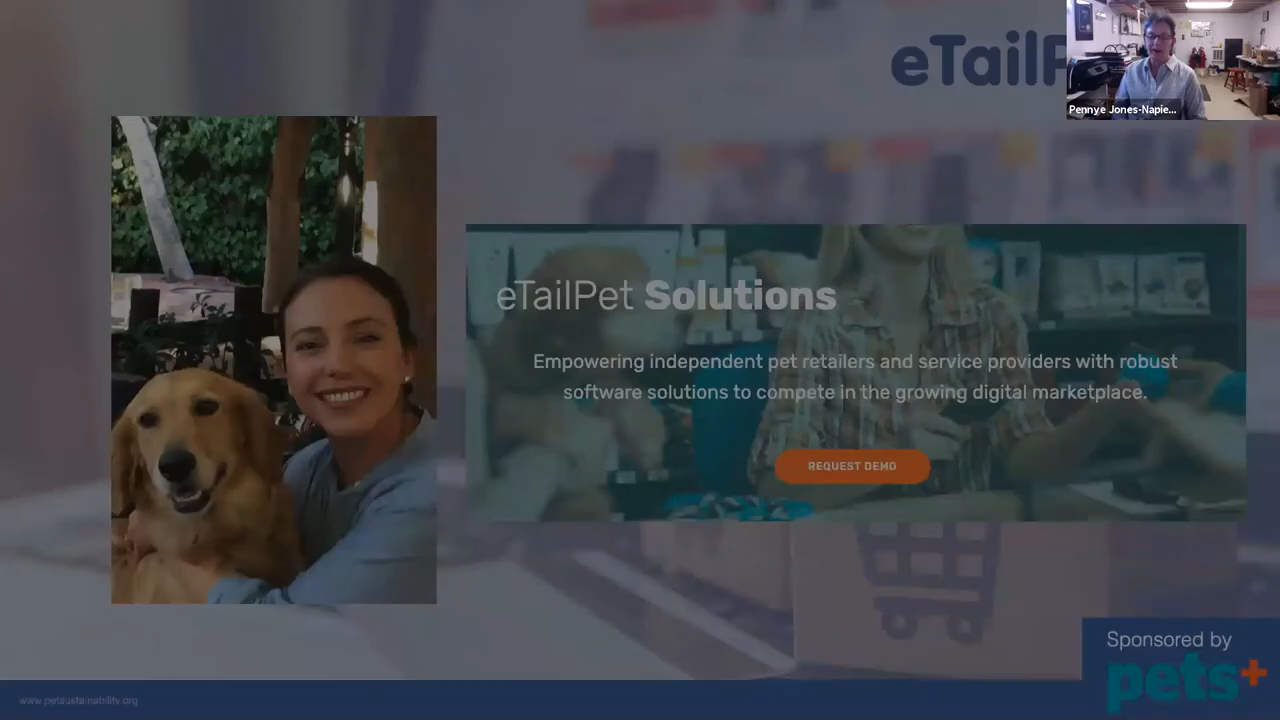 eTailP
Pennye Jones-Napie...
eTailPet Solutions
Empowering independent pet retailers and service providers with robust
software solutions to compete in the growing digital marketplace.
REQUEST DEMO
Sponsored by
pets+
www.petsustainability.org